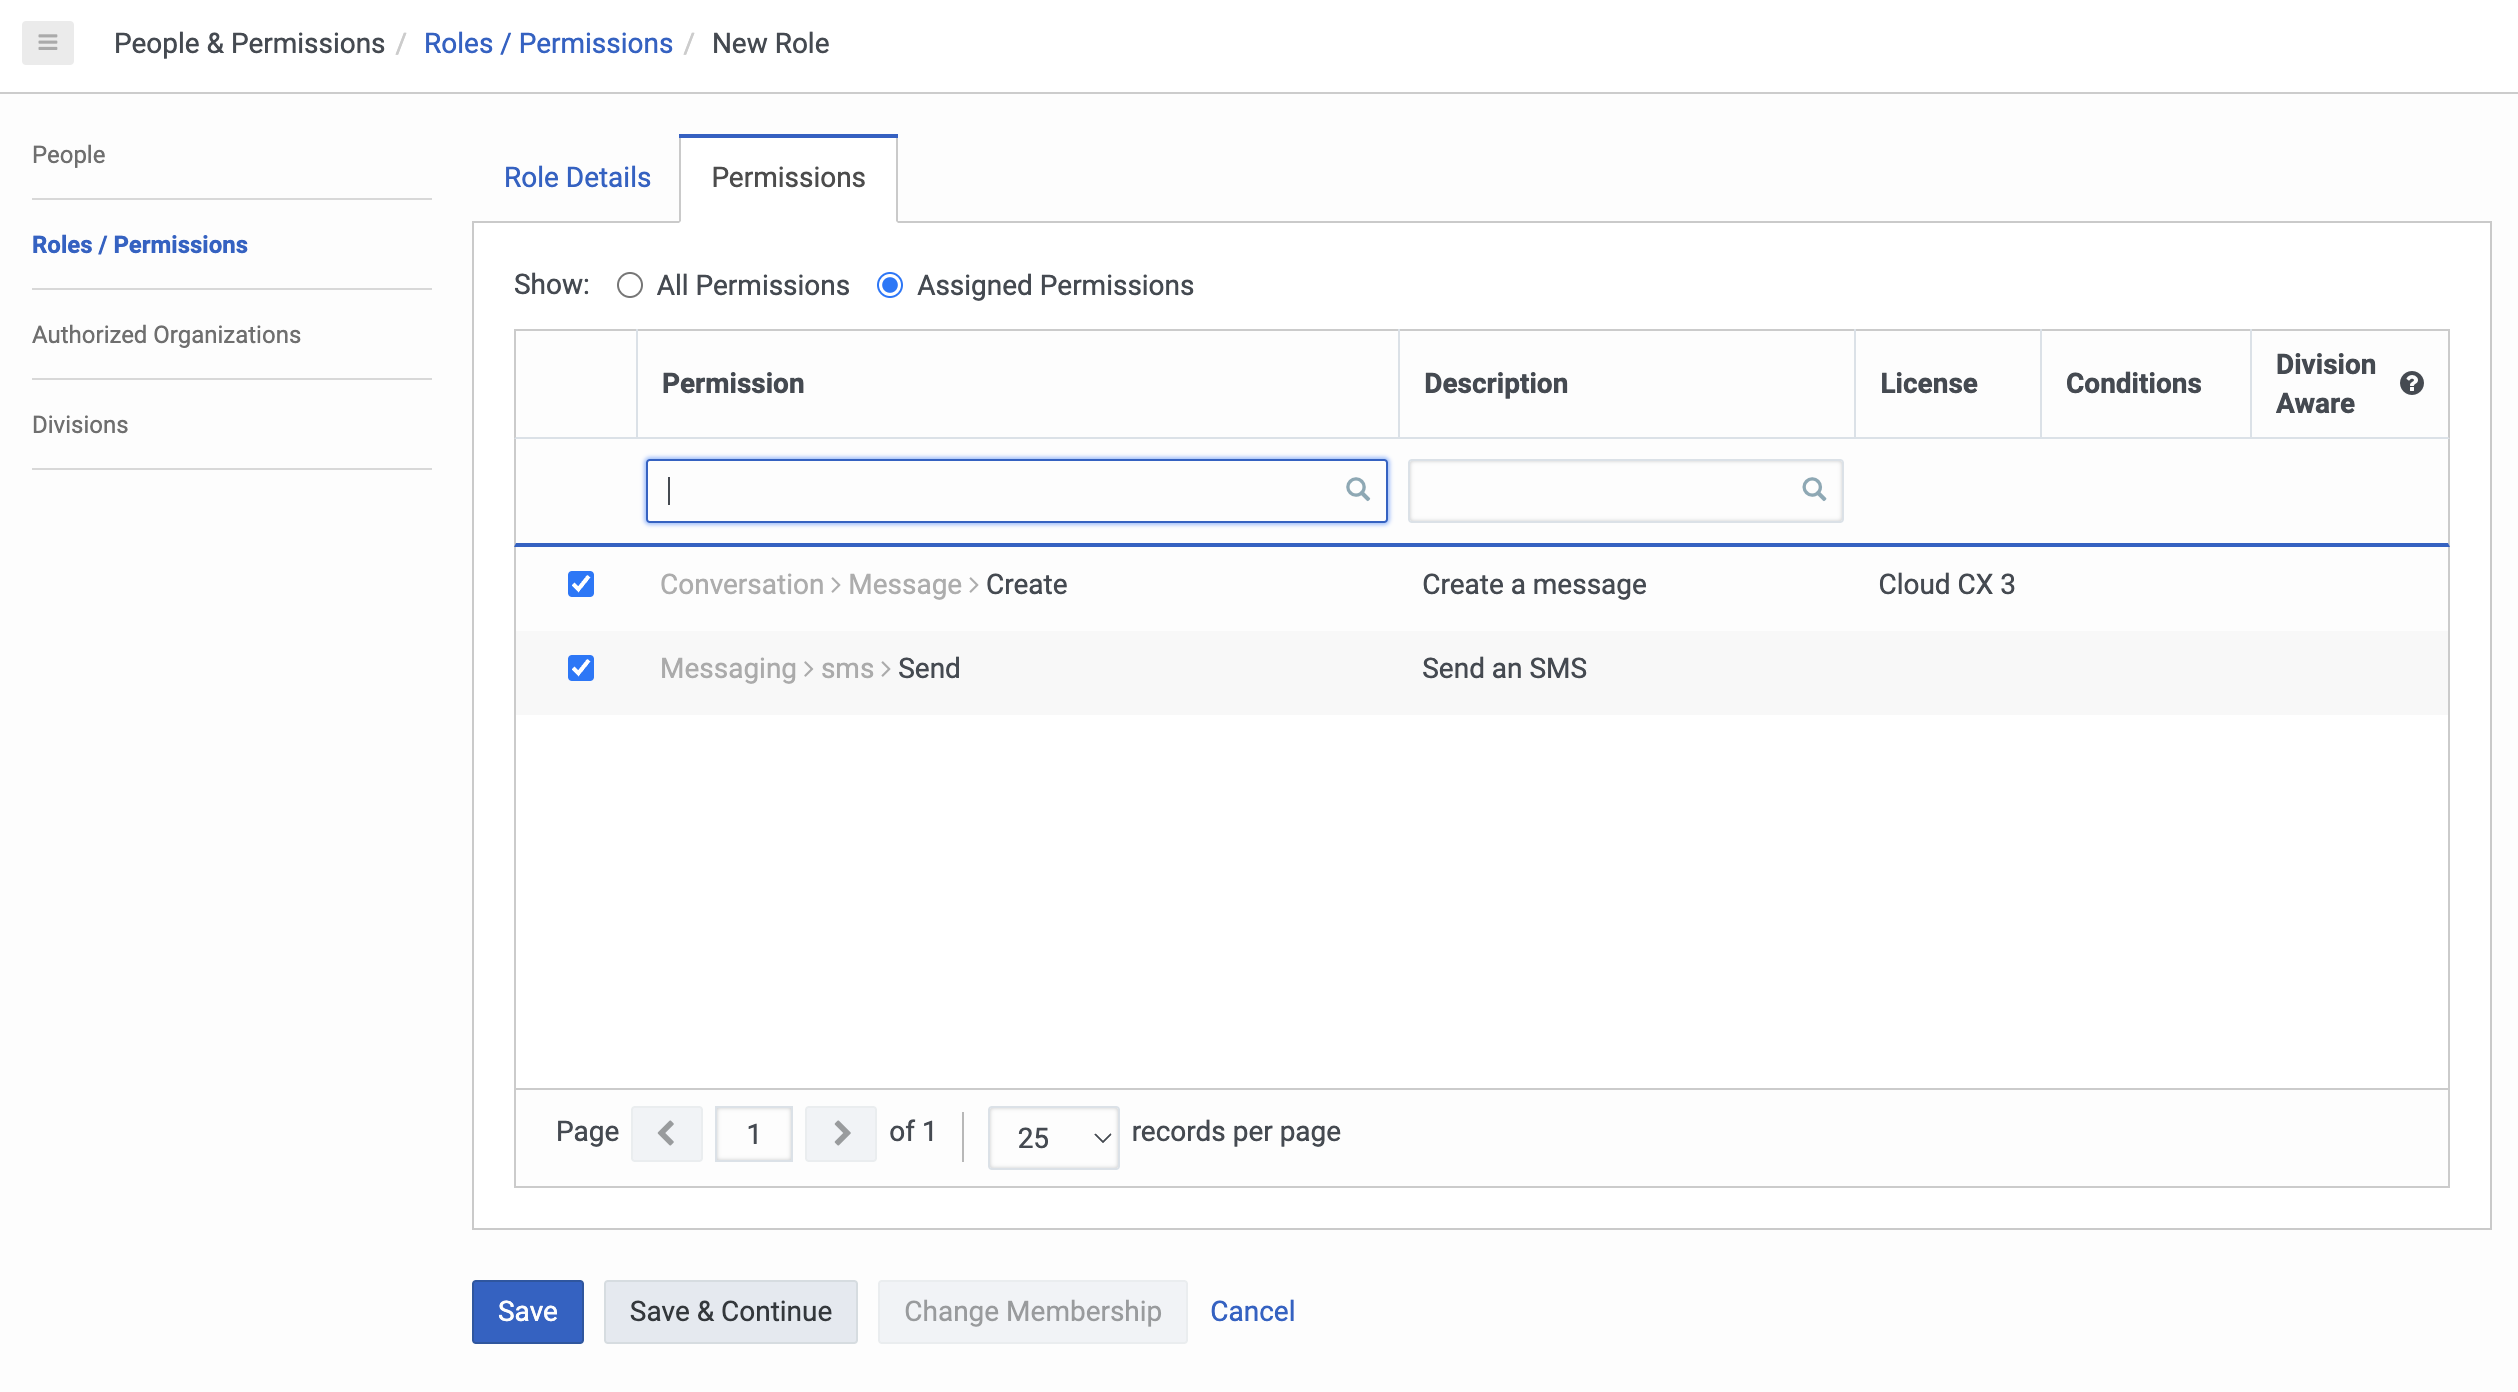 People & Permissions / Roles / Permissions / New Role
People
Roles / Permissions
Authorized Organizations
Divisions
Role Details Permissions
Show: All Permissions Assigned Permissions
Permission Description License Conditions Division Aware ?
Conversation > Message > Create Create a message Cloud CX 3
Messaging > sms > Send Send an SMS
Page 1 of 1 25 records per page
Save Save & Continue Change Membership Cancel